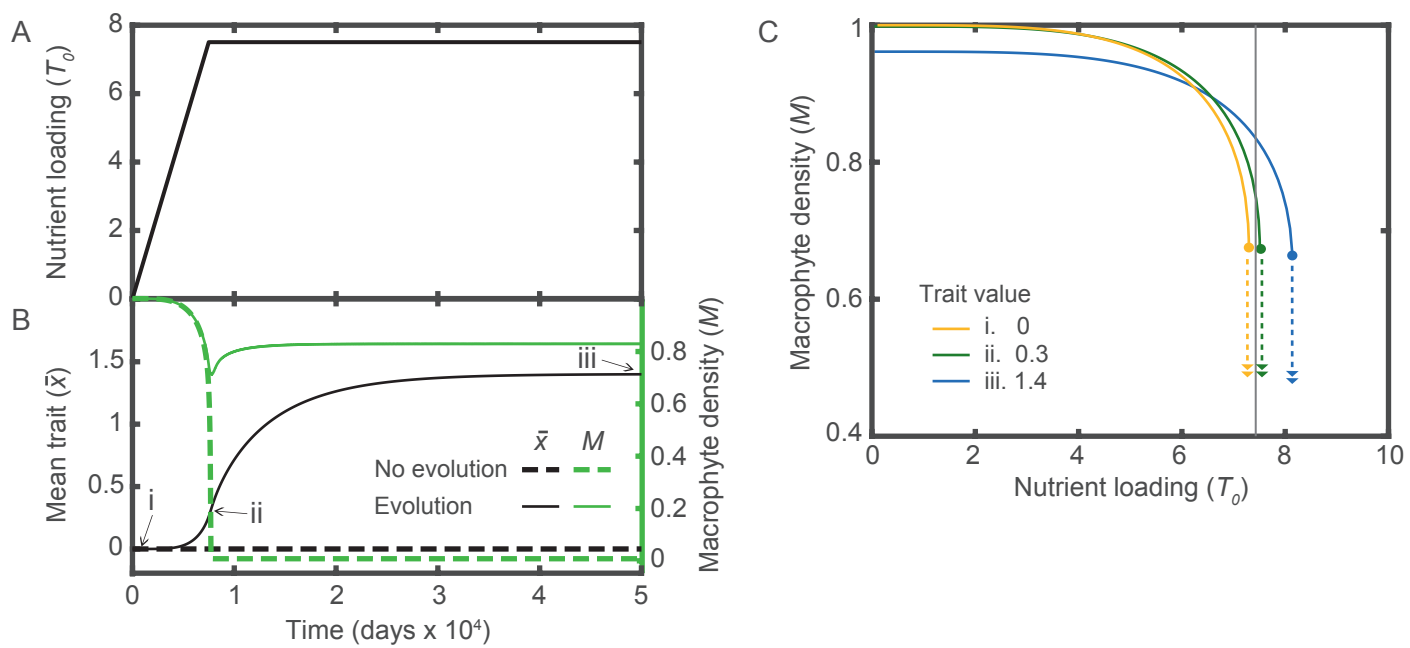 A
Nutrient loading (T₀)
8
6
4
2
0
B
Mean trait (x̄)
1.5
1
0.5
0
i
ii
iii
x̄ M
No evolution
Evolution
0.8
0.6
0.4
0.2
0
Macrophyte density (M)
0 1 2 3 4 5
Time (days x 10⁴)
C
Macrophyte density (M)
1
0.8
0.6
0.4
Trait value
i. 0
ii. 0.3
iii. 1.4
0 2 4 6 8 10
Nutrient loading (T₀)